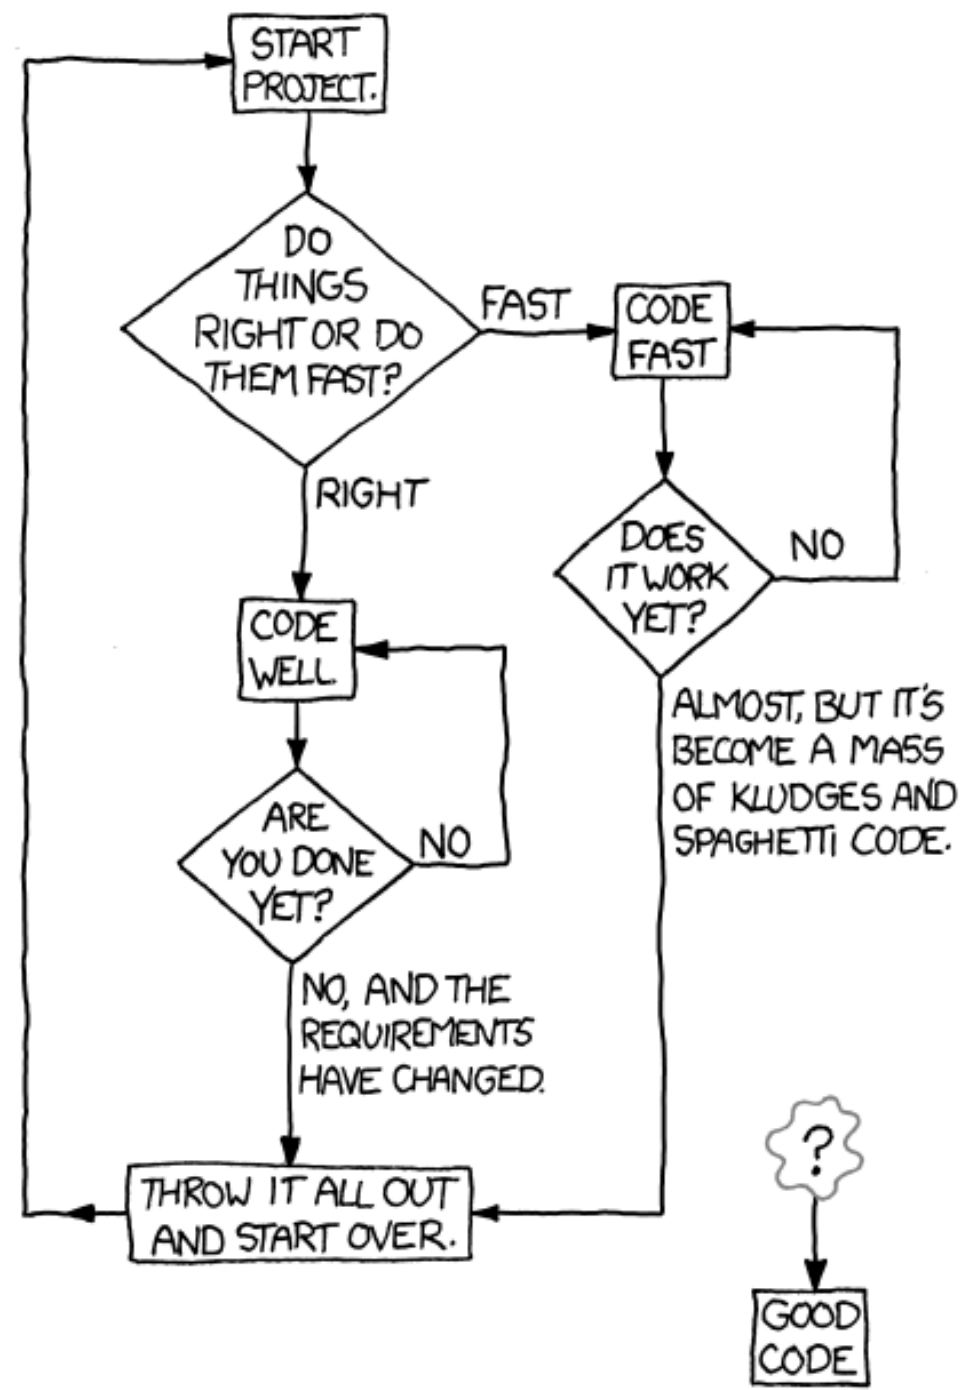 START
PROJECT.
DO
THINGS
RIGHT OR DO
THEM FAST?
FAST
CODE
FAST
DOES
IT WORK
YET?
NO
ALMOST, BUT IT'S
BECOME A MASS
OF KLUDGES AND
SPAGHETTI CODE.
RIGHT
CODE
WELL.
ARE
YOU DONE
YET?
NO
NO, AND THE
REQUIREMENTS
HAVE CHANGED.
THROW IT ALL OUT
AND START OVER.
?
GOOD
CODE